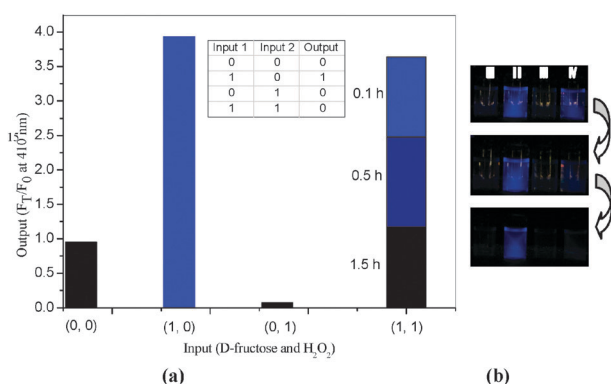 4.0
3.5
3.0
2.5
2.0
1.5
1.0
0.5
0.0
Output (F_T/F_0 at 410 nm)
Input 1 Input 2 Output
0 0 0
1 0 1
0 1 0
1 1 0
0.1 h
0.5 h
1.5 h
(0, 0) (1, 0) (0, 1) (1, 1)
Input (D-fructose and H₂O₂)
II IV
(a) (b)